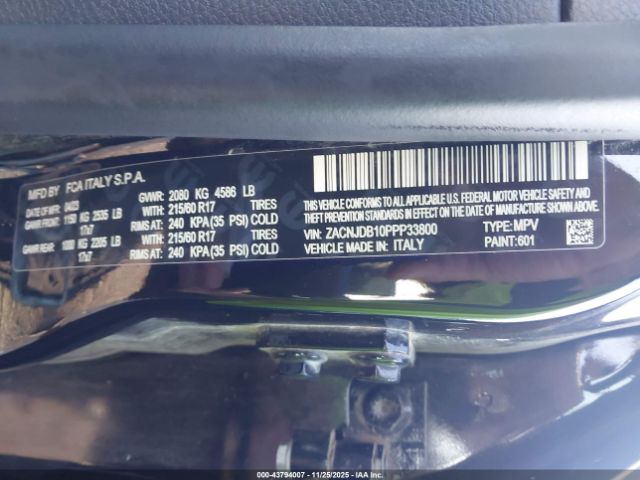 MFD BY FCA ITALY S.P.A.
DATE OF MFR 04/23 GVWR: 2080 KG 4586 LB
GAWR FRONT: 1150 KG 2535 LB WITH: 215/60 R17 TIRES
17x7 RIMS AT: 240 KPA (35 PSI) COLD
GAWR REAR: 1000 KG 2205 LB WITH: 215/60 R17 TIRES
17x7 RIMS AT: 240 KPA (35 PSI) COLD
THIS VEHICLE CONFORMS TO ALL APPLICABLE U.S. FEDERAL MOTOR VEHICLE
SAFETY, BUMPER, AND THEFT PREVENTION STANDARDS IN EFFECT ON
THE DATE OF MANUFACTURE SHOWN ABOVE.
VIN: ZACNJDB10PPP33800 TYPE: MPV
VEHICLE MADE IN: ITALY PAINT: 601
000-43794007 - 11/25/2025 - IAAI.com